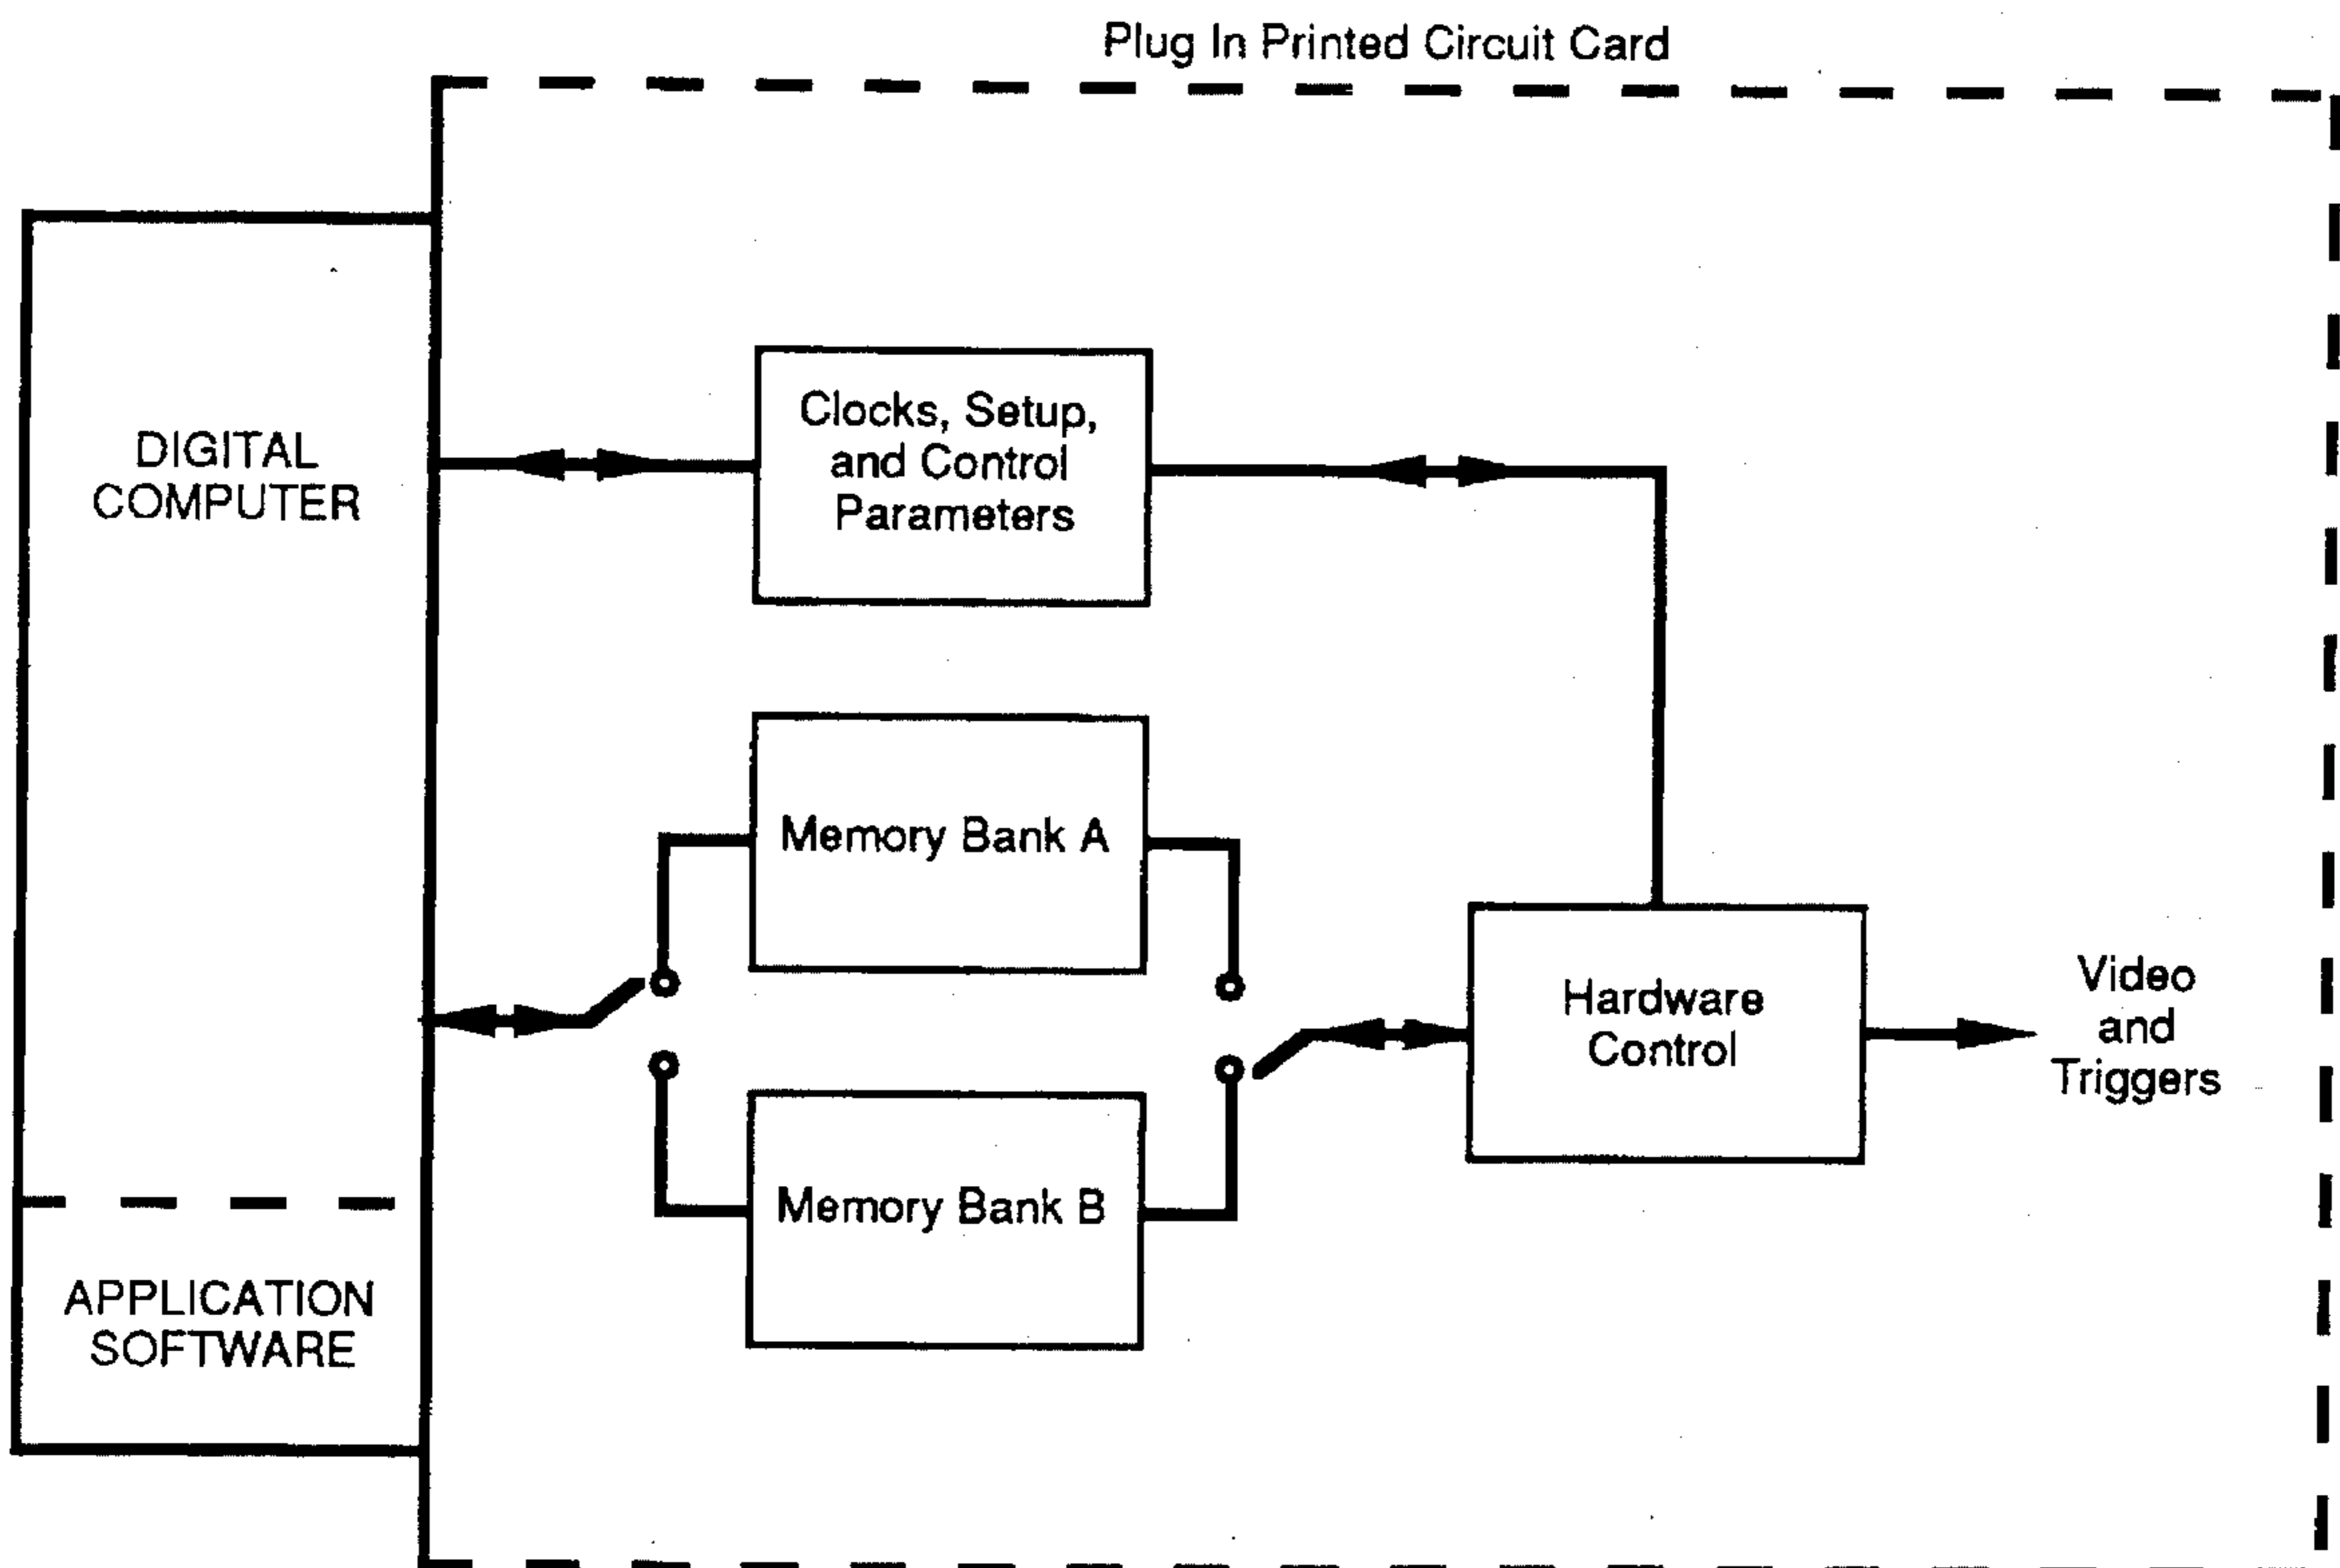 Plug In Printed Circuit Card
DIGITAL
COMPUTER
Clocks, Setup,
and Control
Parameters
Memory Bank A
Hardware
Control
Video
and
Triggers
Memory Bank B
APPLICATION
SOFTWARE